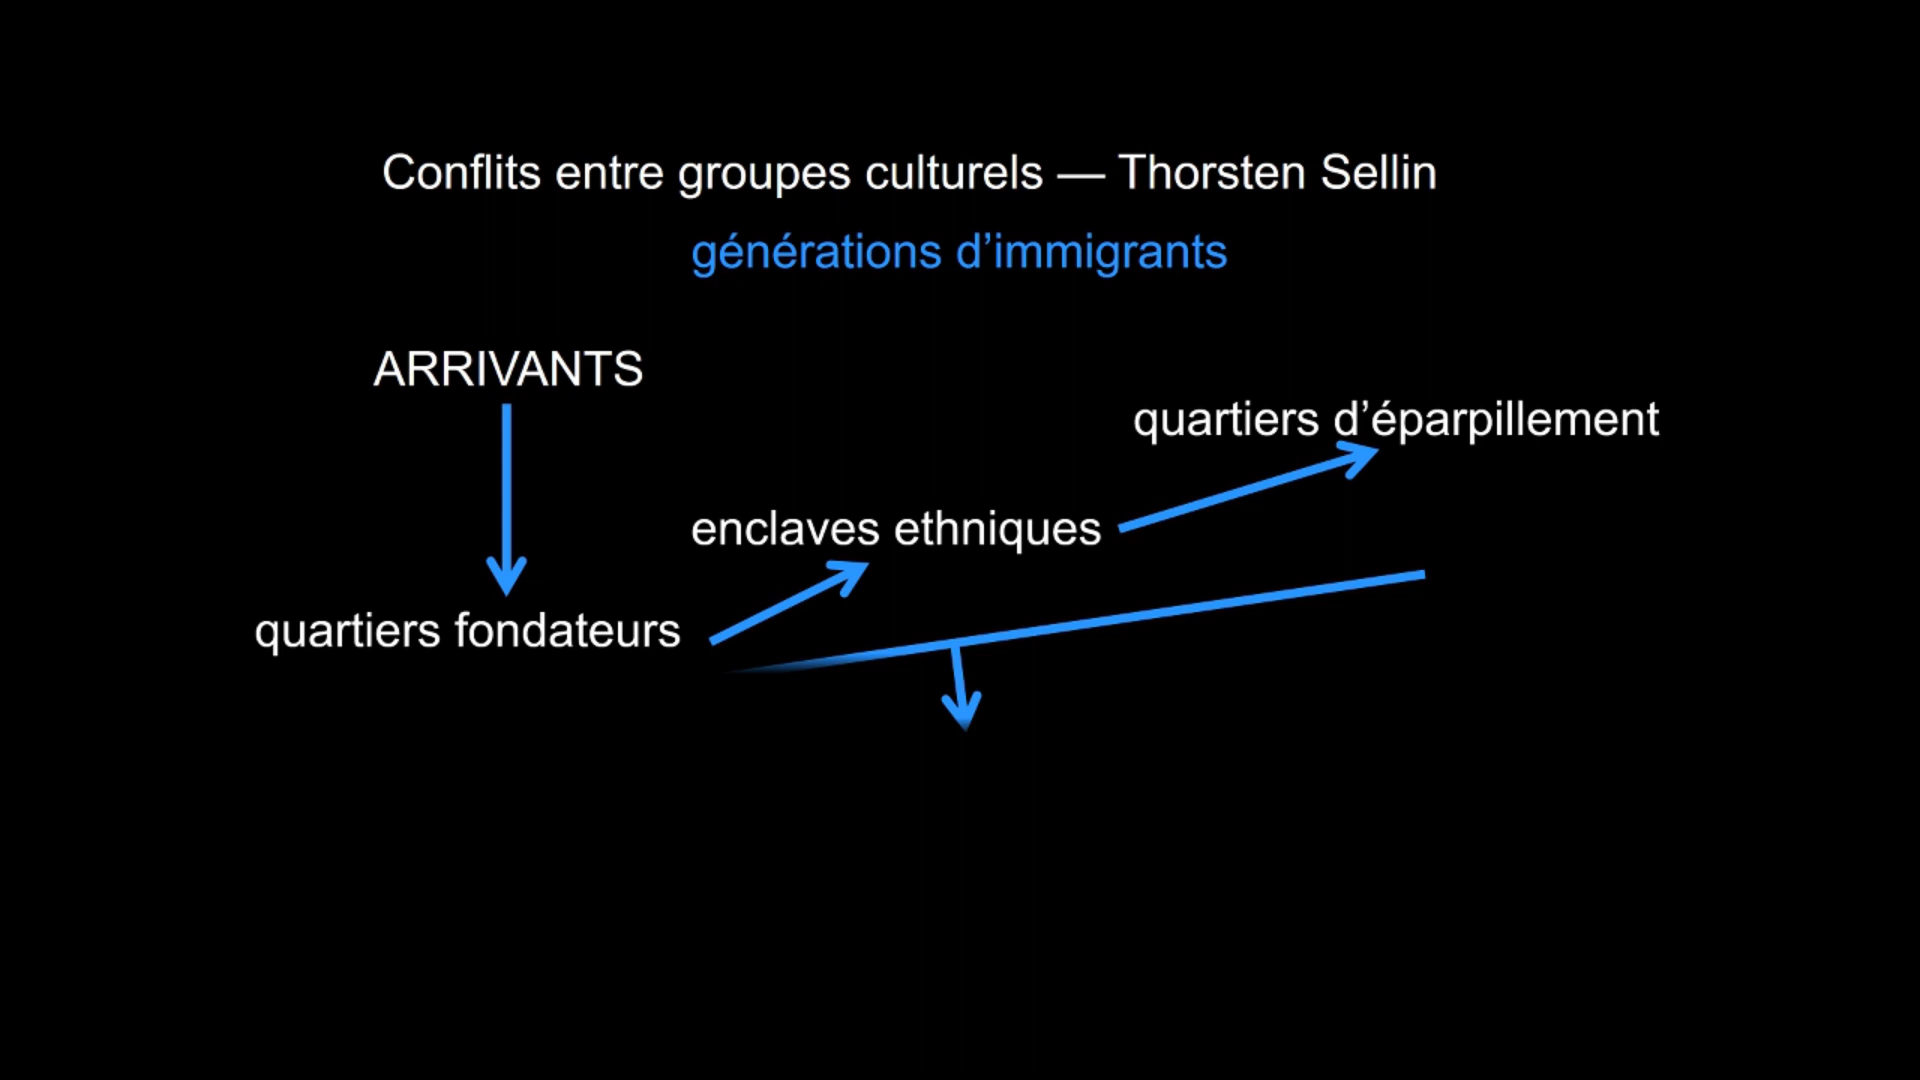 Conflits entre groupes culturels — Thorsten Sellin
générations d’immigrants
ARRIVANTS
quartiers d’éparpillement
enclaves ethniques
quartiers fondateurs